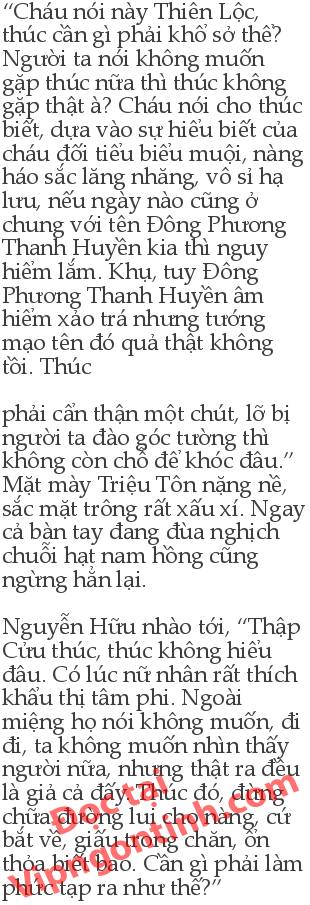 “Cháu nói này Thiên Lộc,
thúc cần gì phải khổ sở thế?
Người ta nói không muốn
gặp thúc nữa thì thúc không
gặp thật à? Cháu nói cho thúc
biết, dựa vào sự hiểu biết của
cháu đối tiểu biểu muội, nàng
háo sắc lăng nhăng, vô sỉ hạ
lưu, nếu ngày nào cũng ở
chung với tên Đông Phương
Thanh Huyền kia thì nguy
hiểm lắm. Khụ, tuy Đông
Phương Thanh Huyền âm
hiểm xảo trá nhưng tướng
mạo tên đó quả thật không
tồi. Thúc
phải cẩn thận một chút, lỡ bị
người ta đào góc tường thì
không còn chỗ để khóc đâu.”
Mặt mày Triệu Tôn nặng nề,
sắc mặt trông rất xấu xí. Ngay
cả bàn tay đang đùa nghịch
chuỗi hạt nam hồng cũng
ngừng hẳn lại.
Nguyễn Hữu nhào tới, “Thập
Cửu thúc, thúc không hiểu
đâu. Có lúc nữ nhân rất thích
khẩu thị tâm phi. Ngoài
miệng họ nói không muốn, đi
đi, ta không muốn nhìn thấy
người nữa, nhưng thật ra đều
là giả cả đấy. Thúc đó, đừng
chữa đường lui cho nàng, cứ
bắt về, giấu trong chăn, ổn
thỏa biết bao. Cần gì phải làm
phức tạp ra như thế?”
Đọc tại
Vipngontinh.com